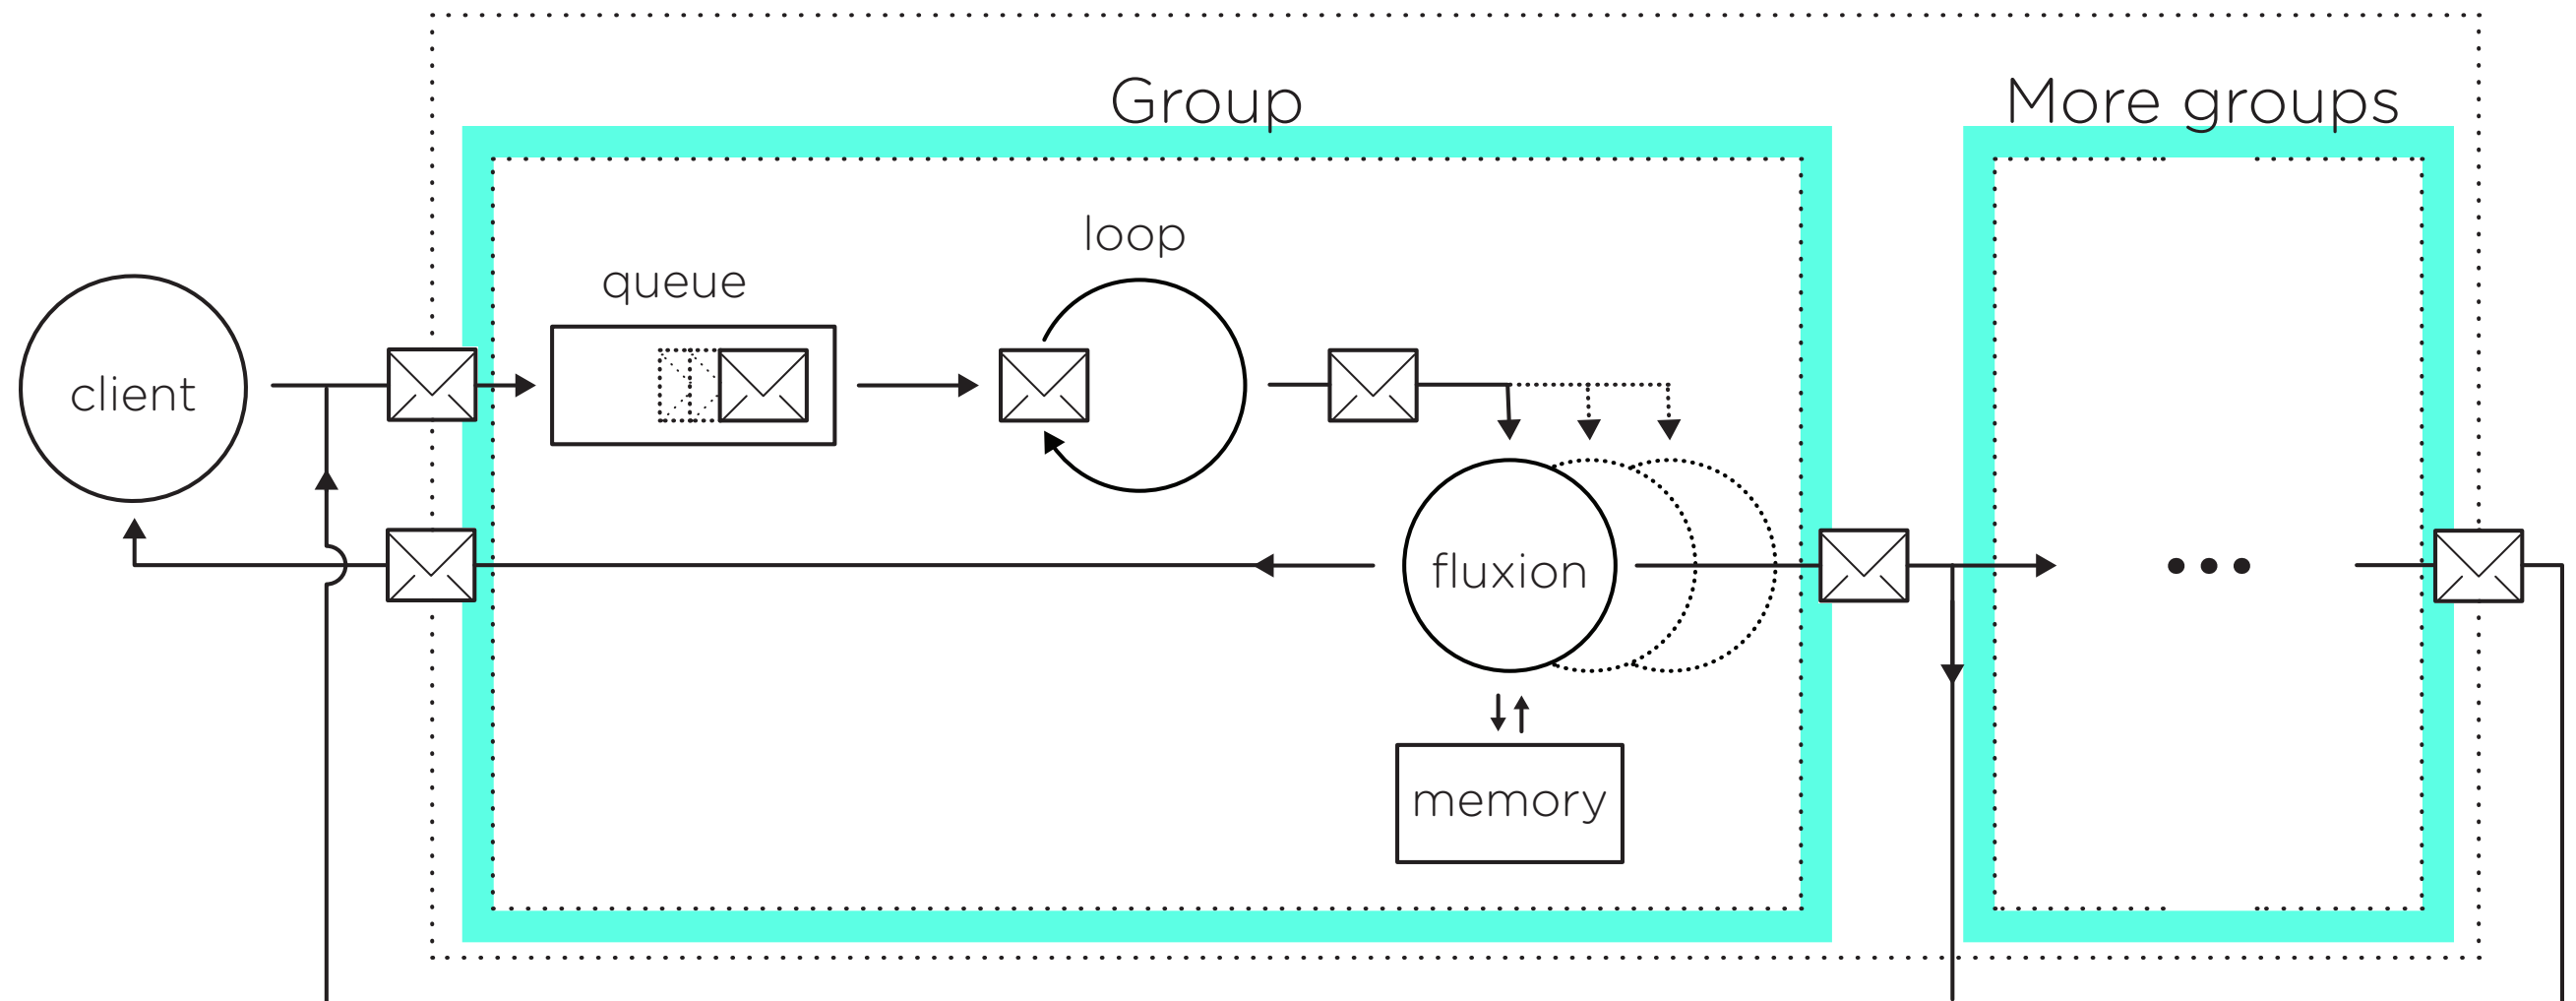 Group
More groups
loop
queue
client
fluxion
memory